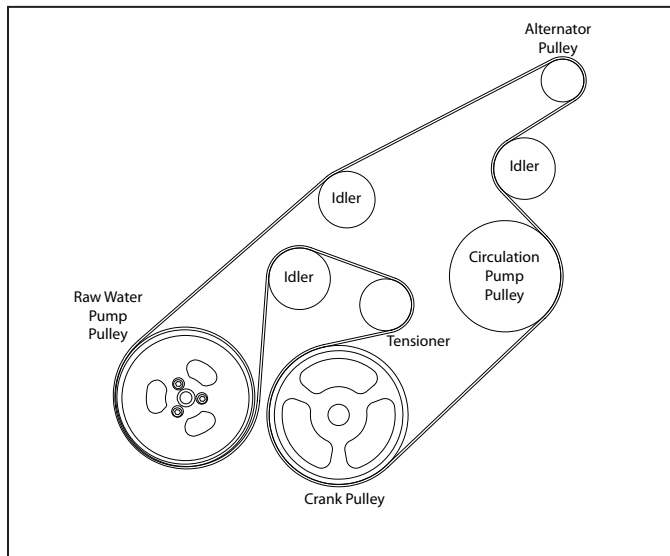 Alternator
Pulley
Idler
Idler
Circulation
Pump
Pulley
Idler
Raw Water
Pump
Pulley
Tensioner
Crank Pulley